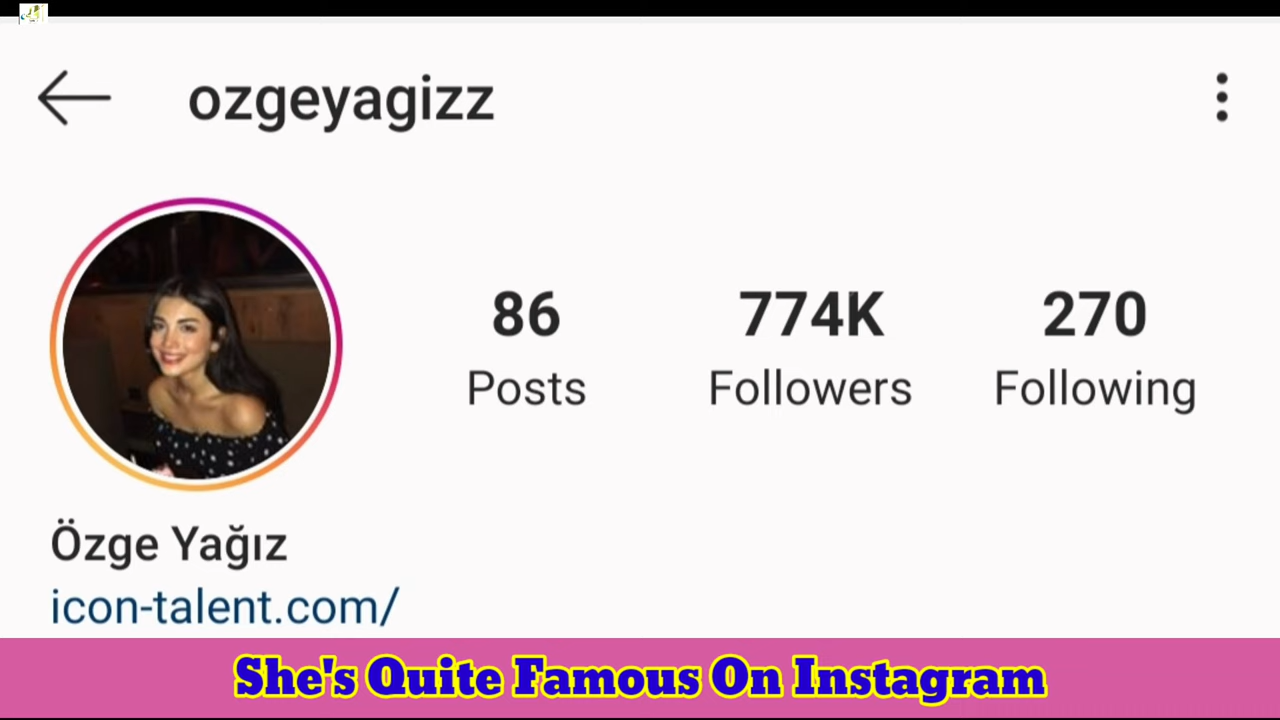 ozgeyagizz
86 774K 270
Posts Followers Following
Özge Yağız
icon-talent.com/
She's Quite Famous On Instagram